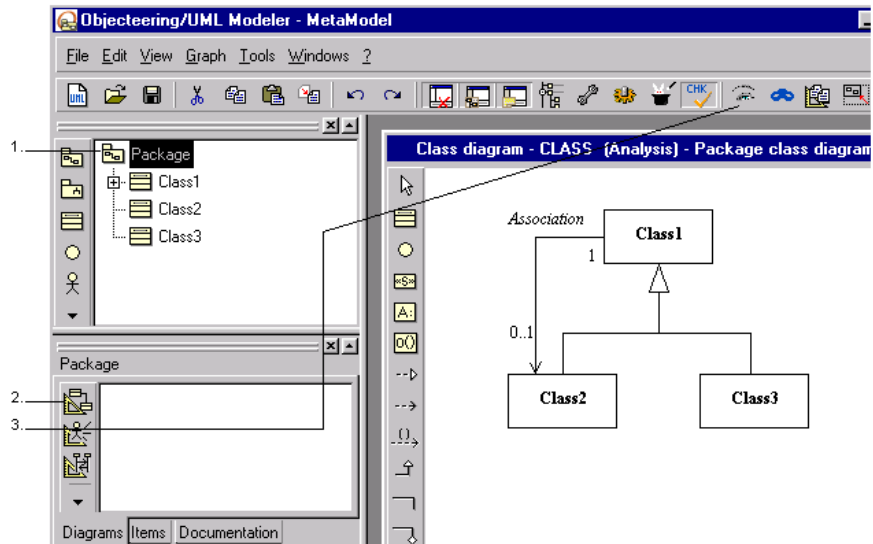 Objecteering/UML Modeler - MetaModel
File Edit View Graph Tools Windows ?
UML
CHK
1.
Package
Class1
Class2
Class3
Package
2.
3.
Diagrams Items Documentation
Class diagram - CLASS (Analysis) - Package class diagram
«S»
A:
o()
()
Association
Class1
1
0..1
Class2
Class3